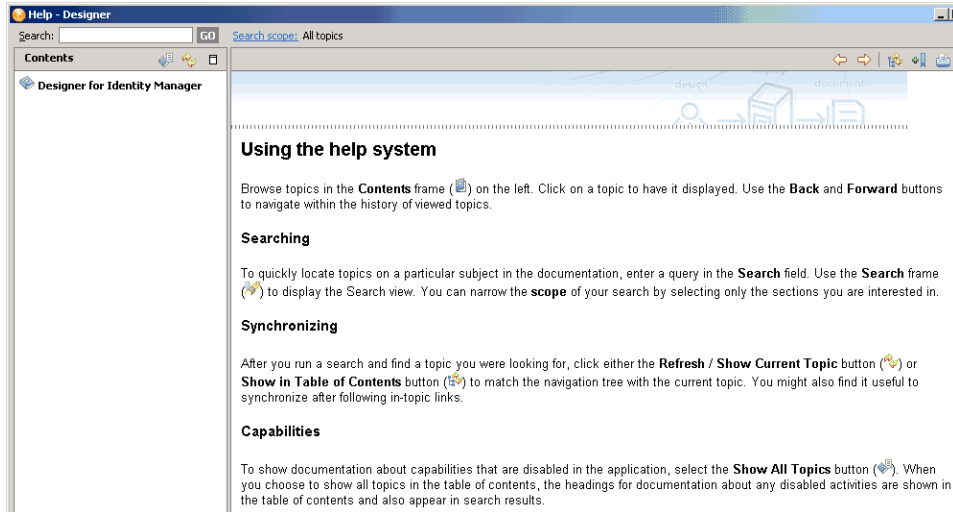 Help - Designer
Search: GO Search scope: All topics
Contents
Designer for Identity Manager
design document
Using the help system
Browse topics in the Contents frame ( ) on the left. Click on a topic to have it displayed. Use the Back and Forward buttons
to navigate within the history of viewed topics.
Searching
To quickly locate topics on a particular subject in the documentation, enter a query in the Search field. Use the Search frame
( ) to display the Search view. You can narrow the scope of your search by selecting only the sections you are interested in.
Synchronizing
After you run a search and find a topic you were looking for, click either the Refresh / Show Current Topic button ( ) or
Show in Table of Contents button ( ) to match the navigation tree with the current topic. You might also find it useful to
synchronize after following in-topic links.
Capabilities
To show documentation about capabilities that are disabled in the application, select the Show All Topics button ( ). When
you choose to show all topics in the table of contents, the headings for documentation about any disabled activities are shown in
the table of contents and also appear in search results.